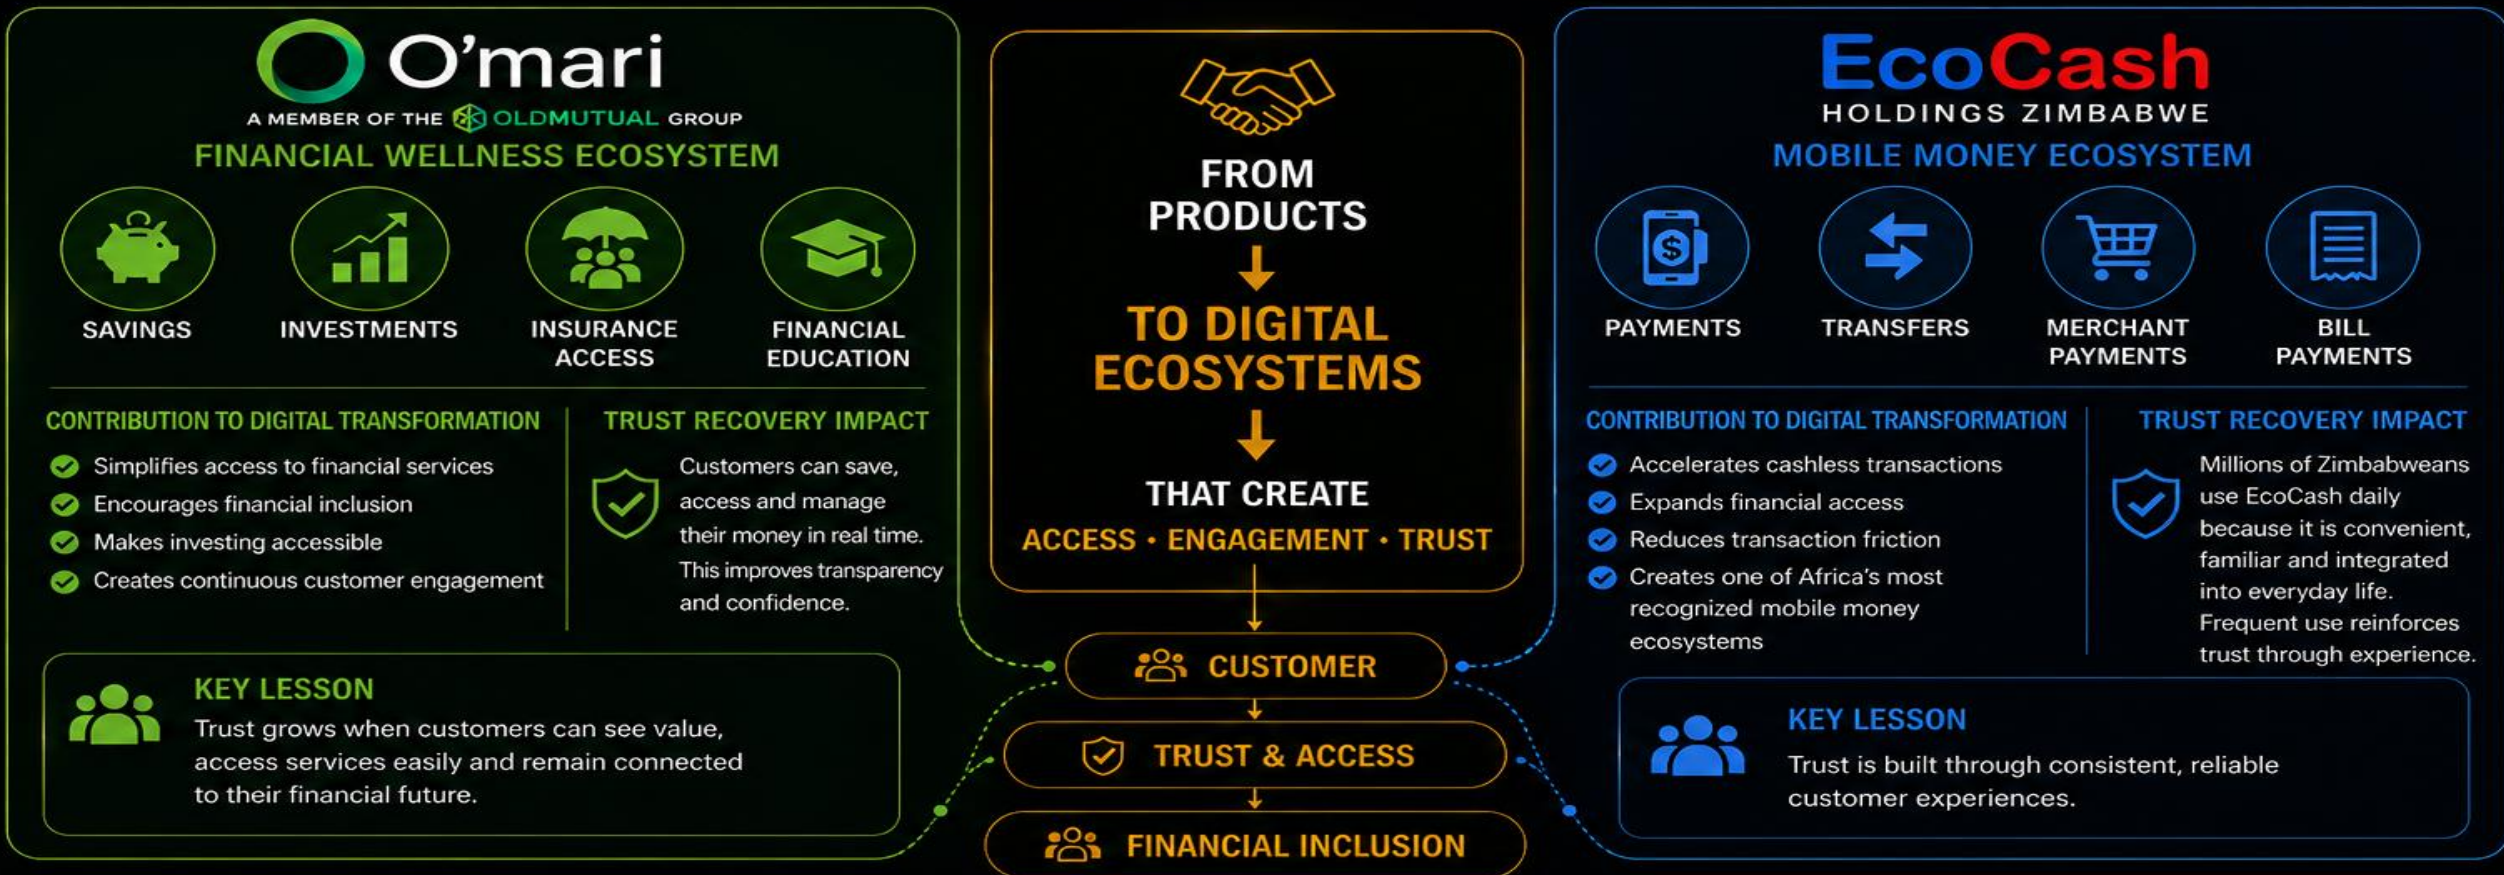 O'mari
A MEMBER OF THE OLDMUTUAL GROUP
FINANCIAL WELLNESS ECOSYSTEM
SAVINGS
INVESTMENTS
INSURANCE
ACCESS
FINANCIAL
EDUCATION
CONTRIBUTION TO DIGITAL TRANSFORMATION
Simplifies access to financial services
Encourages financial inclusion
Makes investing accessible
Creates continuous customer engagement
TRUST RECOVERY IMPACT
Customers can save,
access and manage
their money in real time.
This improves transparency
and confidence.
KEY LESSON
Trust grows when customers can see value,
access services easily and remain connected
to their financial future.
FROM
PRODUCTS
TO DIGITAL
ECOSYSTEMS
THAT CREATE
ACCESS • ENGAGEMENT • TRUST
CUSTOMER
TRUST & ACCESS
FINANCIAL INCLUSION
EcoCash
HOLDINGS ZIMBABWE
MOBILE MONEY ECOSYSTEM
$
PAYMENTS
TRANSFERS
MERCHANT
PAYMENTS
BILL
PAYMENTS
CONTRIBUTION TO DIGITAL TRANSFORMATION
Accelerates cashless transactions
Expands financial access
Reduces transaction friction
Creates one of Africa's most
recognized mobile money
ecosystems
TRUST RECOVERY IMPACT
Millions of Zimbabweans
use EcoCash daily
because it is convenient,
familiar and integrated
into everyday life.
Frequent use reinforces
trust through experience.
KEY LESSON
Trust is built through consistent, reliable
customer experiences.